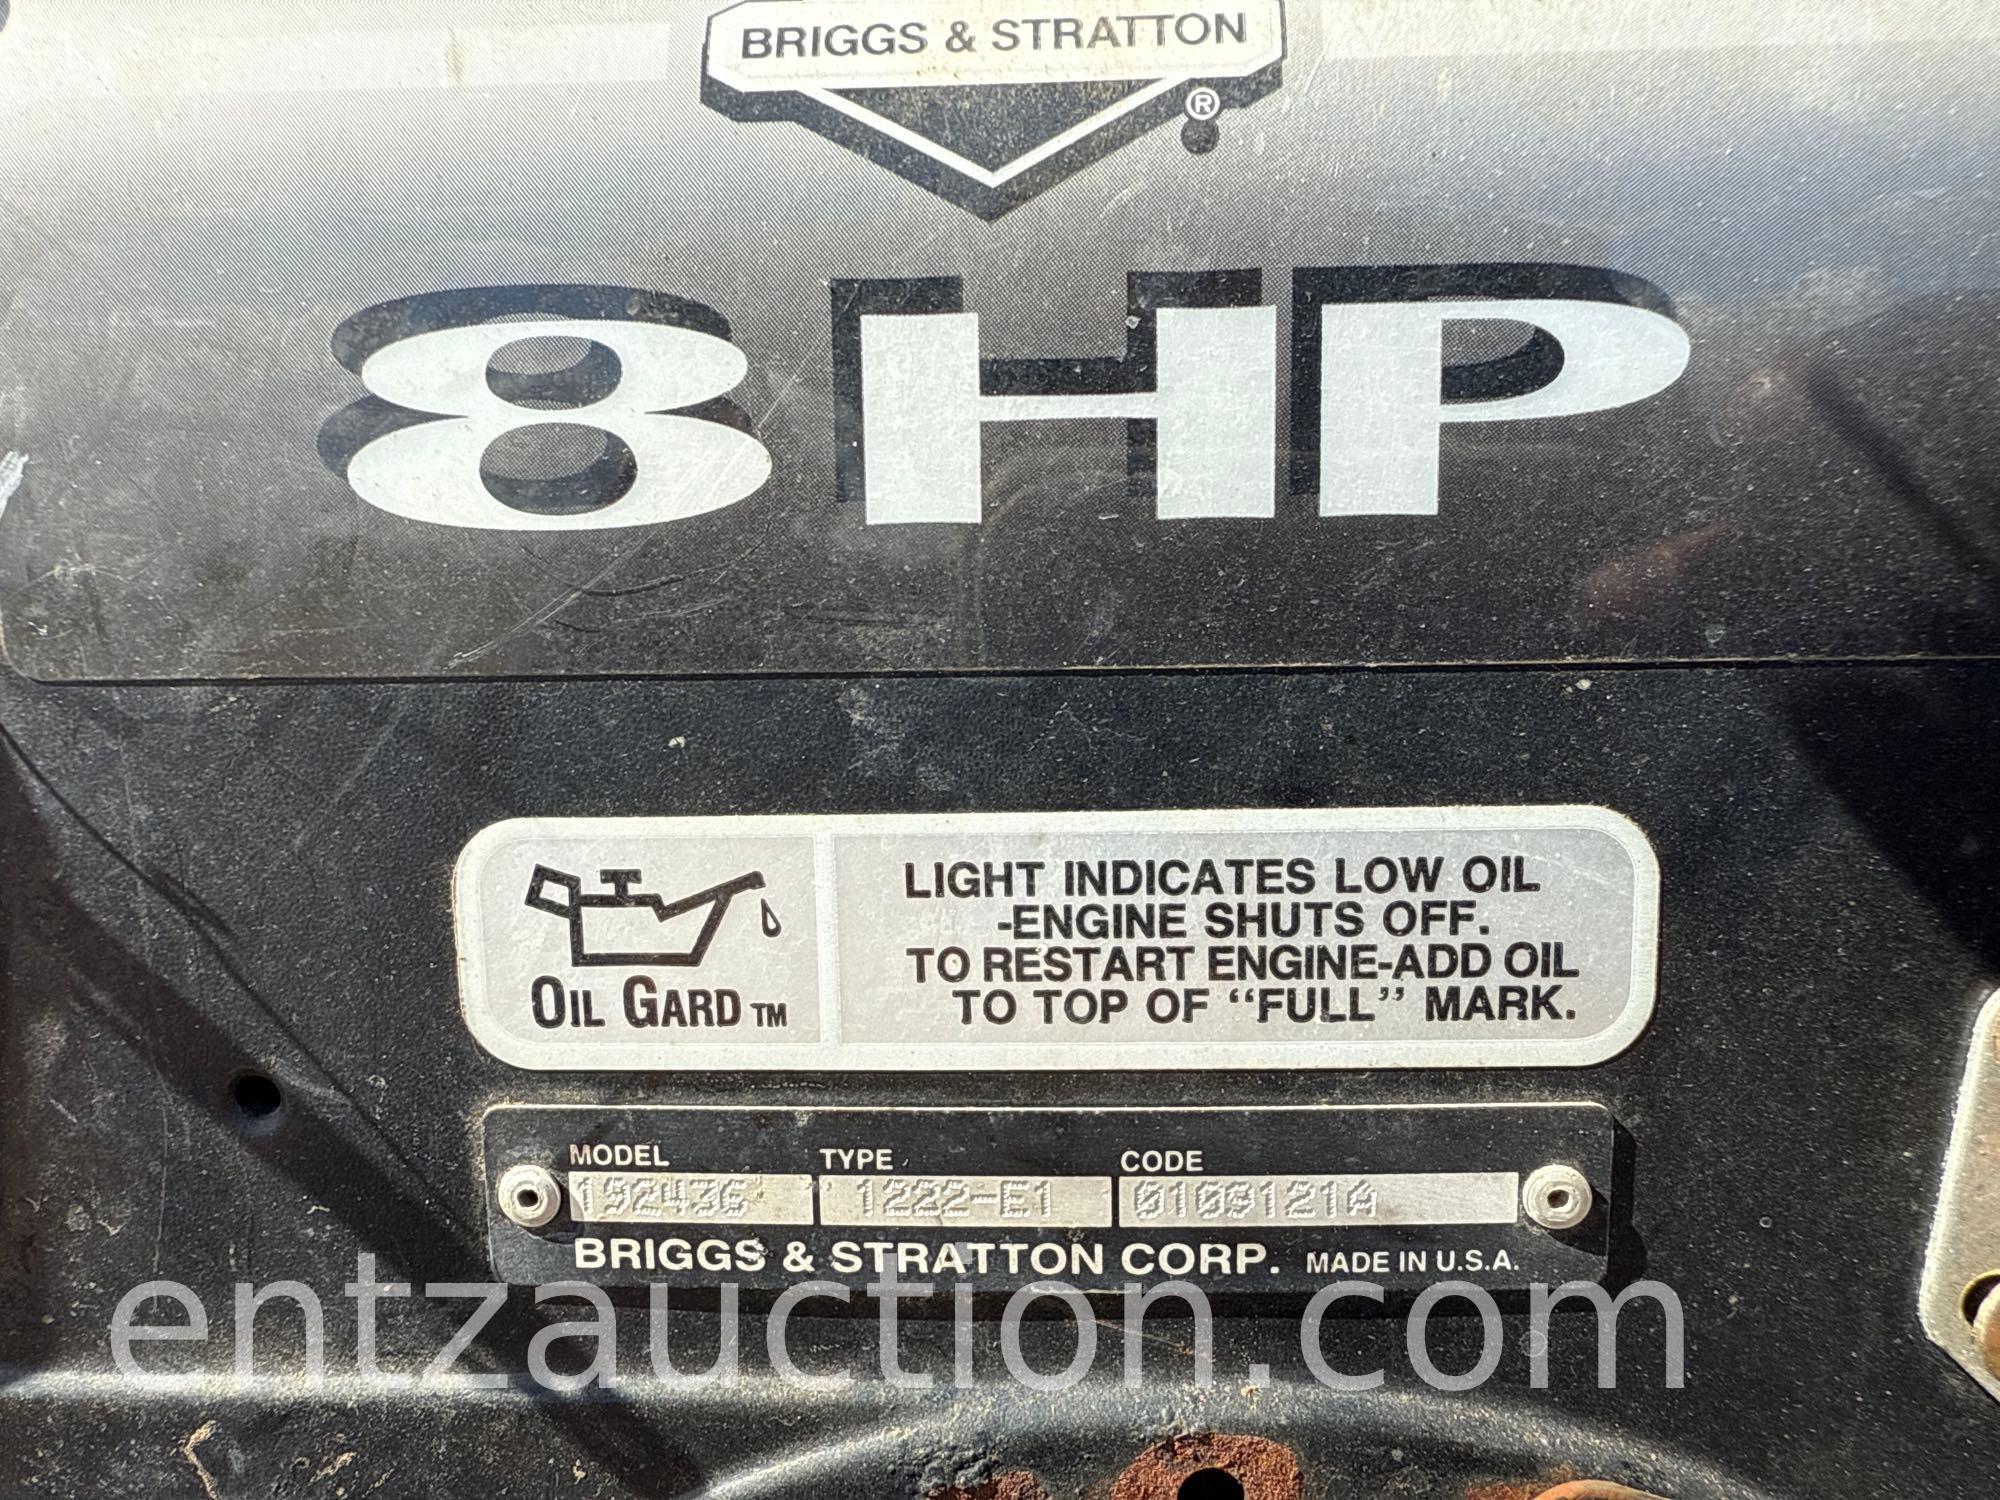 BRIGGS & STRATTON
®
8HP
LIGHT INDICATES LOW OIL
-ENGINE SHUTS OFF.
TO RESTART ENGINE-ADD OIL
TO TOP OF “FULL” MARK.
OIL GARD TM
MODEL TYPE CODE
192436 1222-E1 0109121A
BRIGGS & STRATTON CORP. MADE IN U.S.A.
entzauction.com